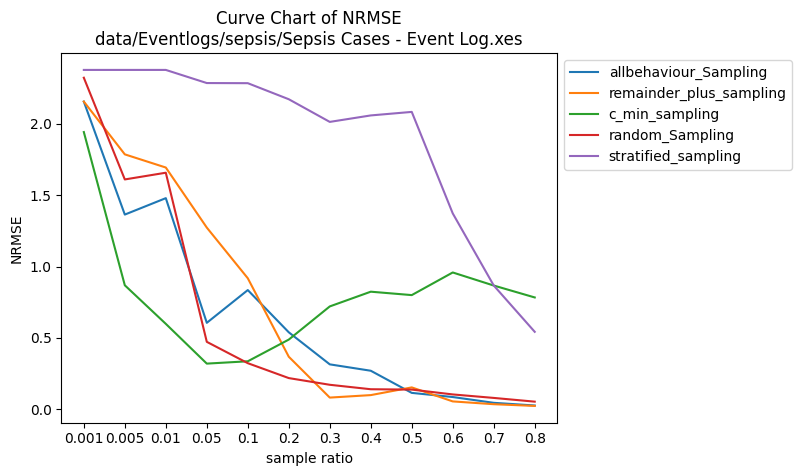 Curve Chart of NRMSE
data/Eventlogs/sepsis/Sepsis Cases - Event Log.xes
allbehaviour_Sampling
remainder_plus_sampling
c_min_sampling
random_Sampling
stratified_sampling
NRMSE
2.0
1.5
1.0
0.5
0.0
0.001 0.005 0.01 0.05 0.1 0.2 0.3 0.4 0.5 0.6 0.7 0.8
sample ratio